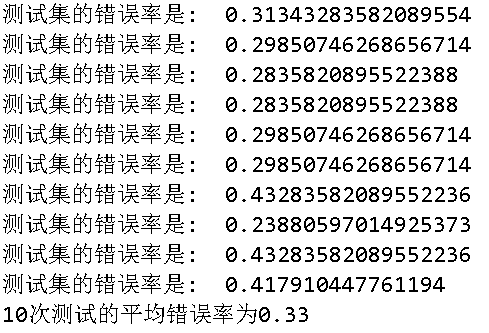 测试集的错误率是:  0.31343283582089554
测试集的错误率是:  0.29850746268656714
测试集的错误率是:  0.2835820895522388
测试集的错误率是:  0.2835820895522388
测试集的错误率是:  0.29850746268656714
测试集的错误率是:  0.29850746268656714
测试集的错误率是:  0.43283582089552236
测试集的错误率是:  0.23880597014925373
测试集的错误率是:  0.43283582089552236
测试集的错误率是:  0.417910447761194
10次测试的平均错误率为0.33